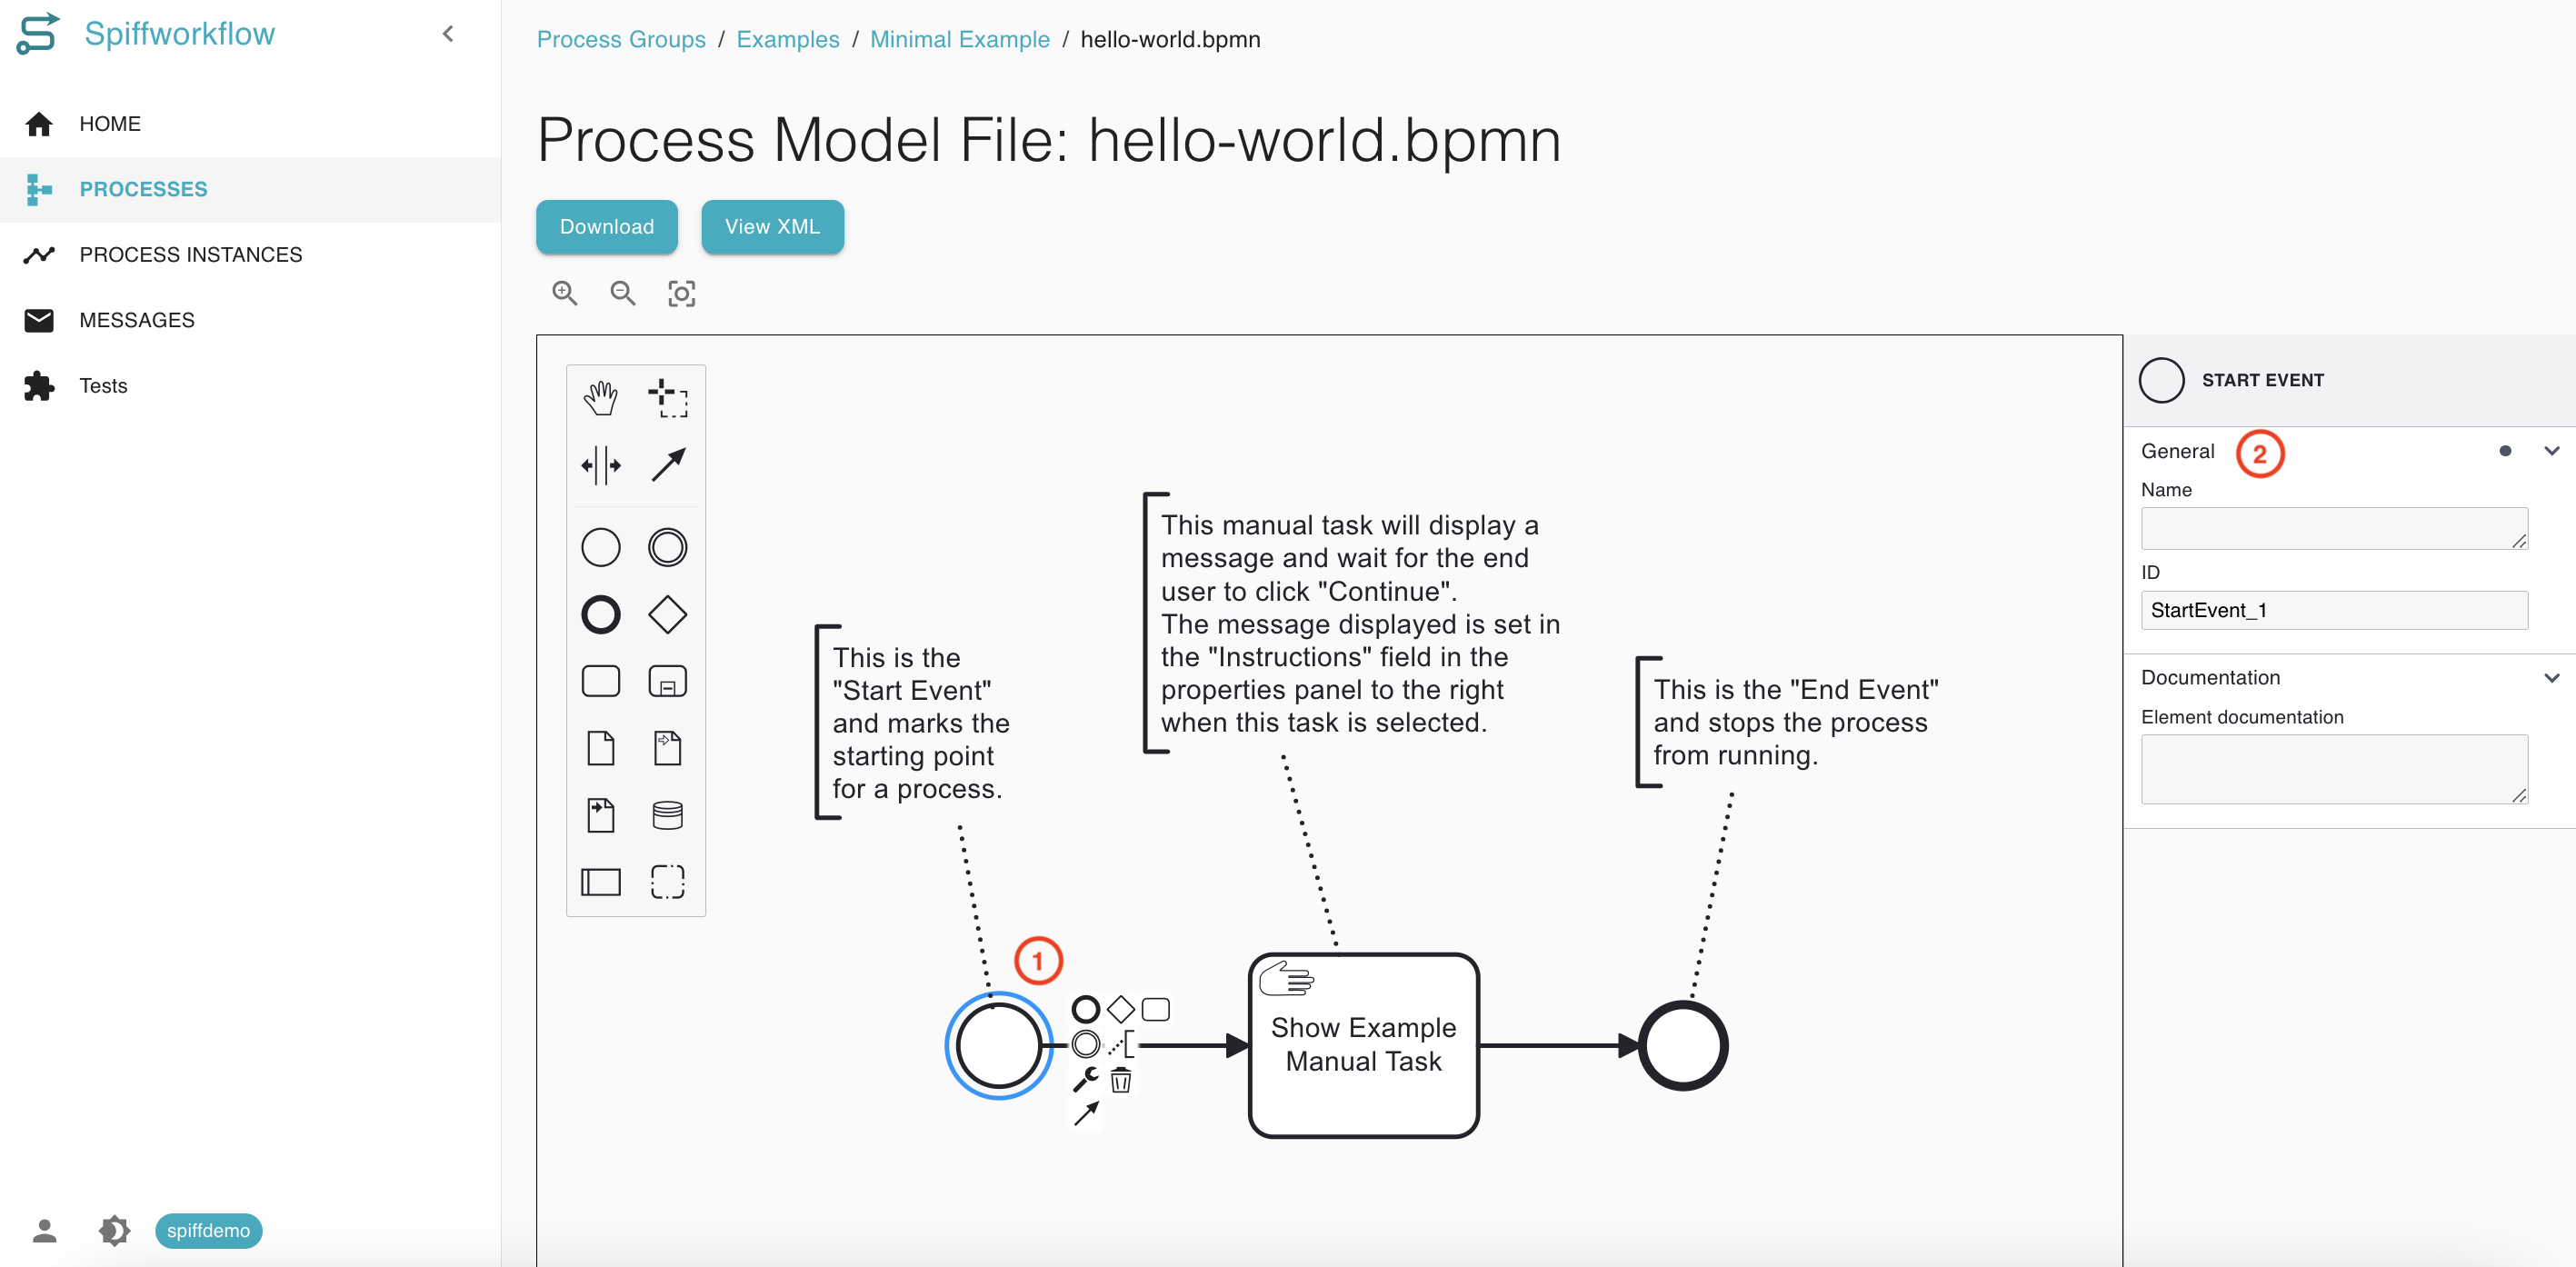 Spiffworkflow
HOME
PROCESSES
PROCESS INSTANCES
MESSAGES
Tests
spiffdemo
Process Groups / Examples / Minimal Example / hello-world.bpmn
Process Model File: hello-world.bpmn
Download
View XML
This is the
"Start Event"
and marks the
starting point
for a process.
This manual task will display a
message and wait for the end
user to click "Continue".
The message displayed is set in
the "Instructions" field in the
properties panel to the right
when this task is selected.
This is the "End Event"
and stops the process
from running.
1
Show Example
Manual Task
START EVENT
General 2
Name
ID
StartEvent_1
Documentation
Element documentation